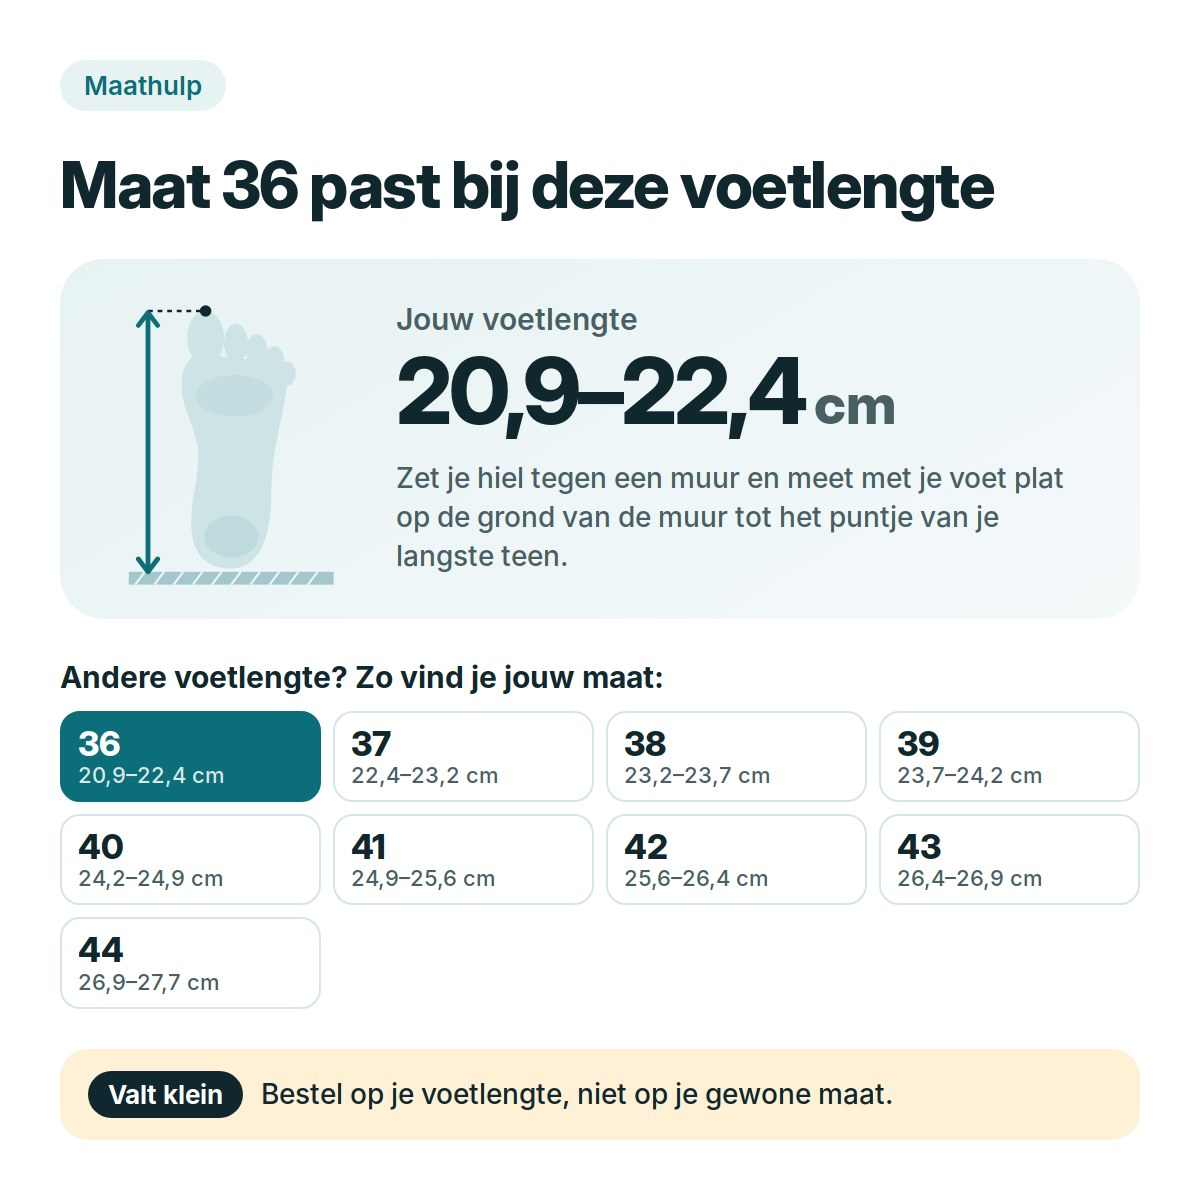 Maathulp
Maat 36 past bij deze voetlengte
Jouw voetlengte
20,9–22,4 cm
Zet je hiel tegen een muur en meet met je voet plat
op de grond van de muur tot het puntje van je
langste teen.
Andere voetlengte? Zo vind je jouw maat:
36
20,9–22,4 cm
37
22,4–23,2 cm
38
23,2–23,7 cm
39
23,7–24,2 cm
40
24,2–24,9 cm
41
24,9–25,6 cm
42
25,6–26,4 cm
43
26,4–26,9 cm
44
26,9–27,7 cm
Valt klein Bestel op je voetlengte, niet op je gewone maat.